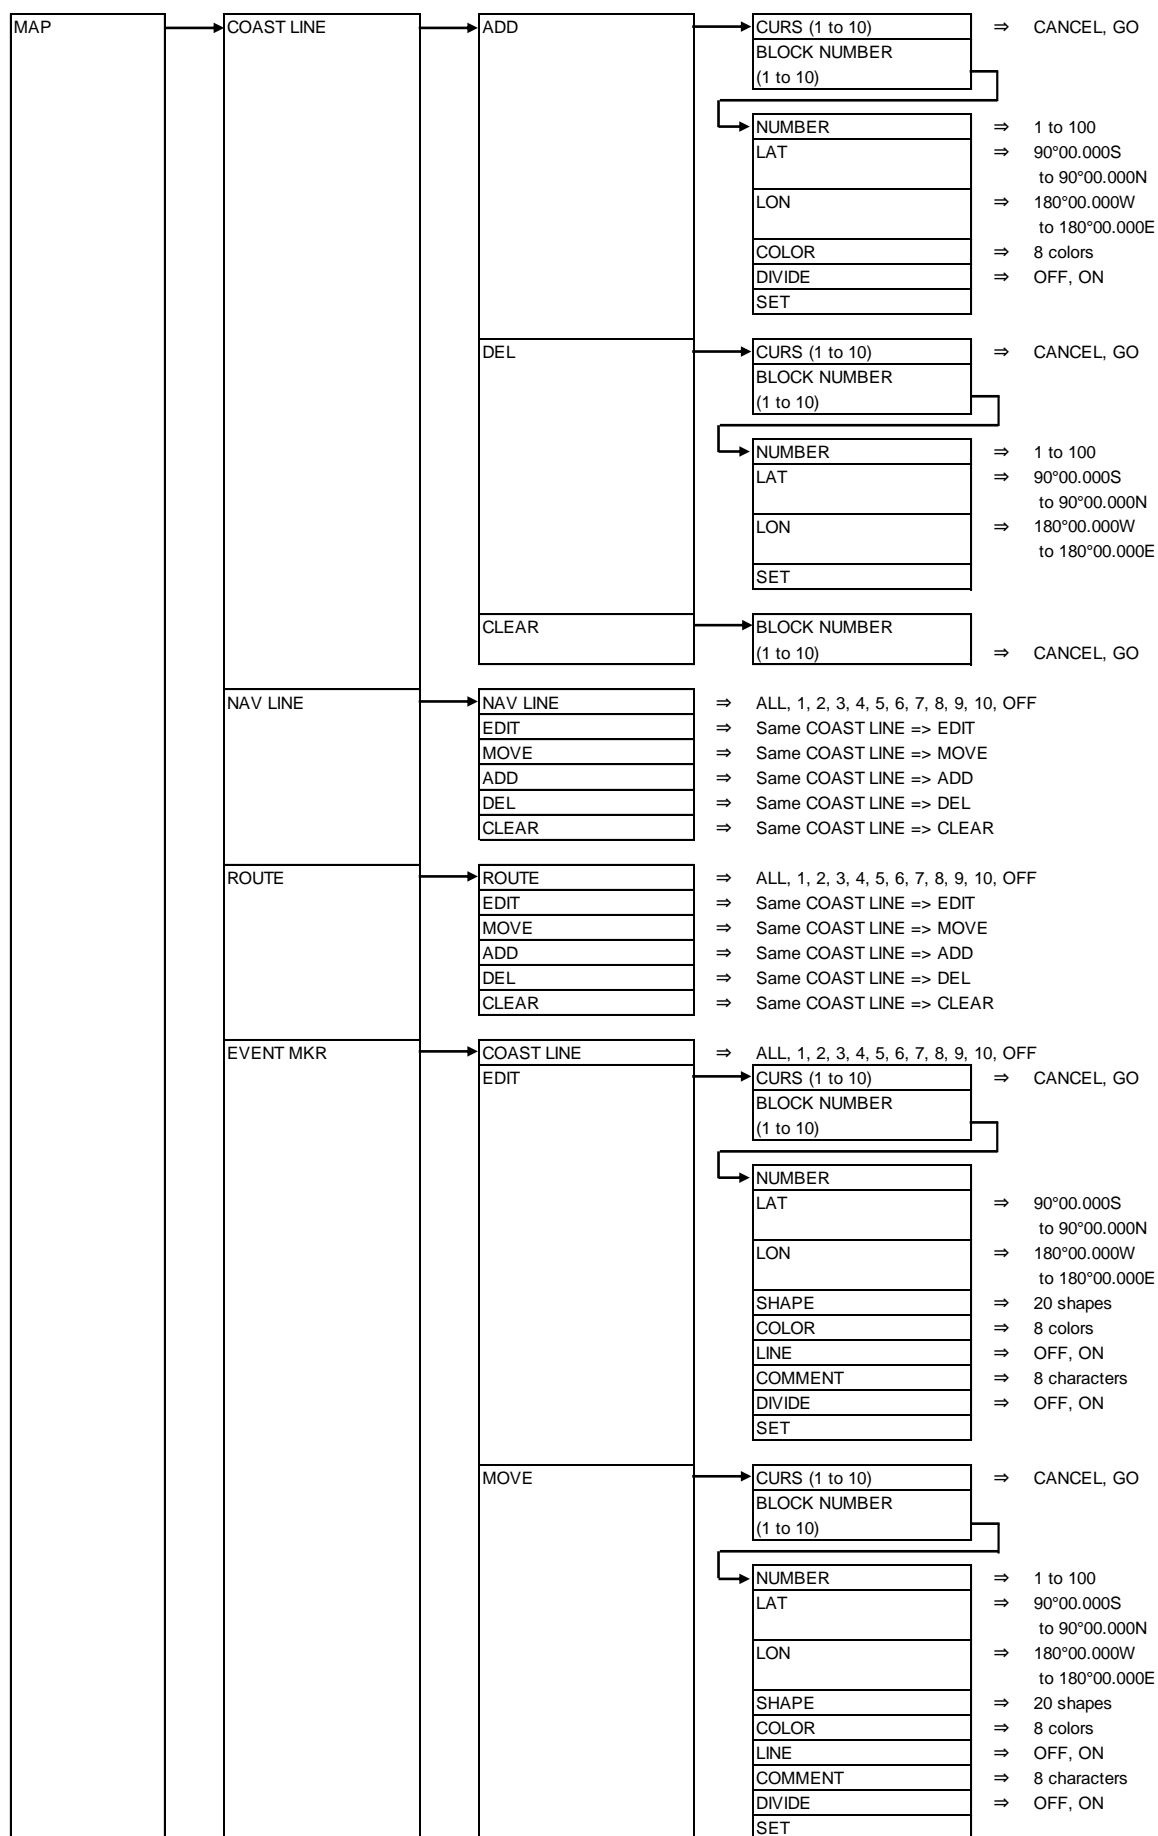 MAP COAST LINE ADD CURS (1 to 10) ⇒ CANCEL, GO
BLOCK NUMBER
(1 to 10)
NUMBER ⇒ 1 to 100
LAT ⇒ 90°00.000S
to 90°00.000N
LON ⇒ 180°00.000W
to 180°00.000E
COLOR ⇒ 8 colors
DIVIDE ⇒ OFF, ON
SET
DEL CURS (1 to 10) ⇒ CANCEL, GO
BLOCK NUMBER
(1 to 10)
NUMBER ⇒ 1 to 100
LAT ⇒ 90°00.000S
to 90°00.000N
LON ⇒ 180°00.000W
to 180°00.000E
SET
CLEAR BLOCK NUMBER
(1 to 10) ⇒ CANCEL, GO
NAV LINE NAV LINE ⇒ ALL, 1, 2, 3, 4, 5, 6, 7, 8, 9, 10, OFF
EDIT ⇒ Same COAST LINE => EDIT
MOVE ⇒ Same COAST LINE => MOVE
ADD ⇒ Same COAST LINE => ADD
DEL ⇒ Same COAST LINE => DEL
CLEAR ⇒ Same COAST LINE => CLEAR
ROUTE ROUTE ⇒ ALL, 1, 2, 3, 4, 5, 6, 7, 8, 9, 10, OFF
EDIT ⇒ Same COAST LINE => EDIT
MOVE ⇒ Same COAST LINE => MOVE
ADD ⇒ Same COAST LINE => ADD
DEL ⇒ Same COAST LINE => DEL
CLEAR ⇒ Same COAST LINE => CLEAR
EVENT MKR COAST LINE ⇒ ALL, 1, 2, 3, 4, 5, 6, 7, 8, 9, 10, OFF
EDIT CURS (1 to 10) ⇒ CANCEL, GO
BLOCK NUMBER
(1 to 10)
NUMBER
LAT ⇒ 90°00.000S
to 90°00.000N
LON ⇒ 180°00.000W
to 180°00.000E
SHAPE ⇒ 20 shapes
COLOR ⇒ 8 colors
LINE ⇒ OFF, ON
COMMENT ⇒ 8 characters
DIVIDE ⇒ OFF, ON
SET
MOVE CURS (1 to 10) ⇒ CANCEL, GO
BLOCK NUMBER
(1 to 10)
NUMBER ⇒ 1 to 100
LAT ⇒ 90°00.000S
to 90°00.000N
LON ⇒ 180°00.000W
to 180°00.000E
SHAPE ⇒ 20 shapes
COLOR ⇒ 8 colors
LINE ⇒ OFF, ON
COMMENT ⇒ 8 characters
DIVIDE ⇒ OFF, ON
SET